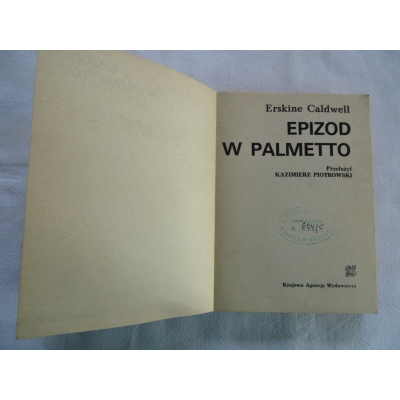 Erskine Caldwell
EPIZOD
W PALMETTO
Przełożył
KAZIMIERZ PIOTROWSKI
Krajowa Agencja Wydawnicza